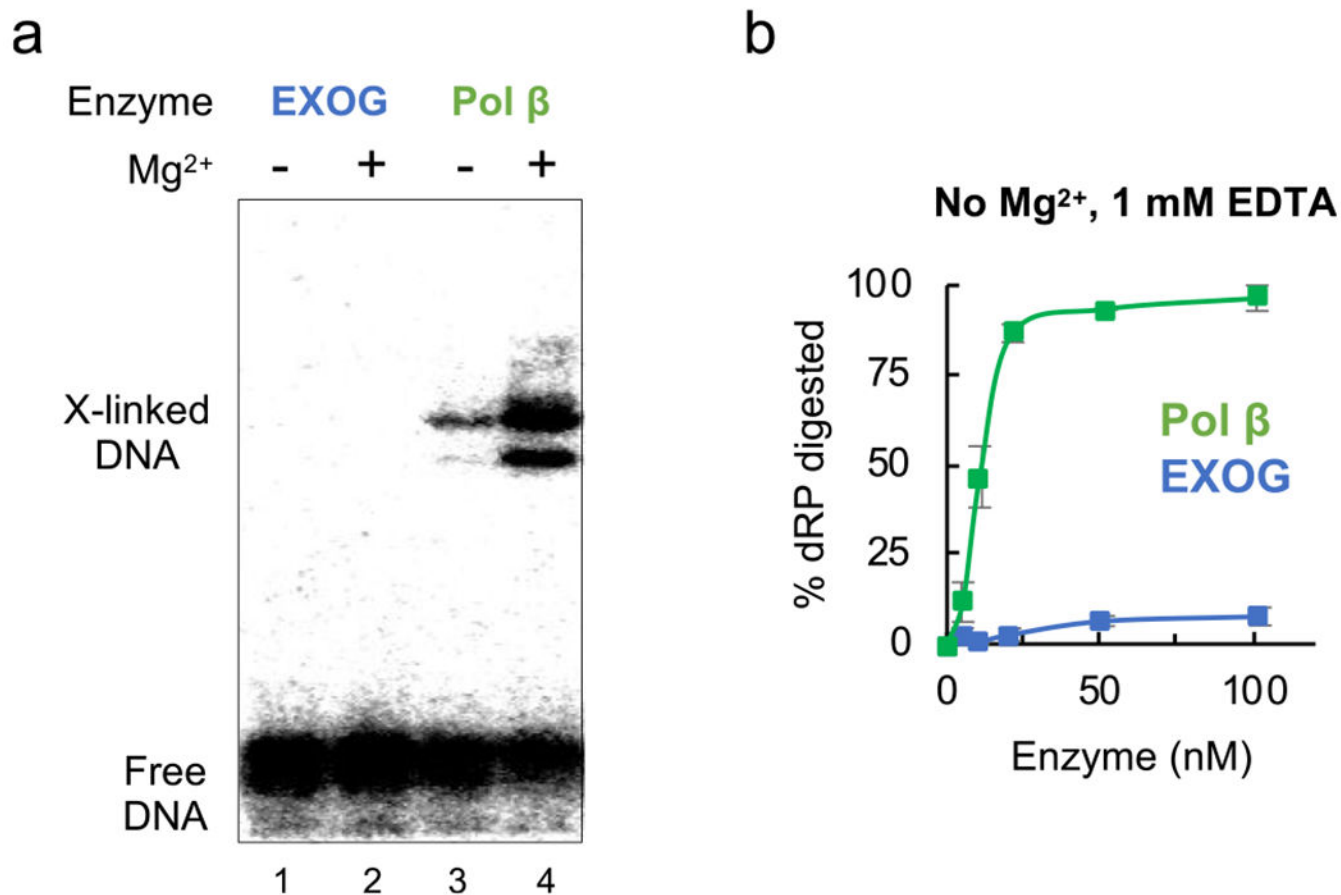 a
Enzyme EXOG Pol β
Mg²⁺ - + - +
X-linked
DNA
Free
DNA
1 2 3 4
b
No Mg²⁺, 1 mM EDTA
100
75
50
25
0
% dRP digested
Pol β
EXOG
0 50 100
Enzyme (nM)